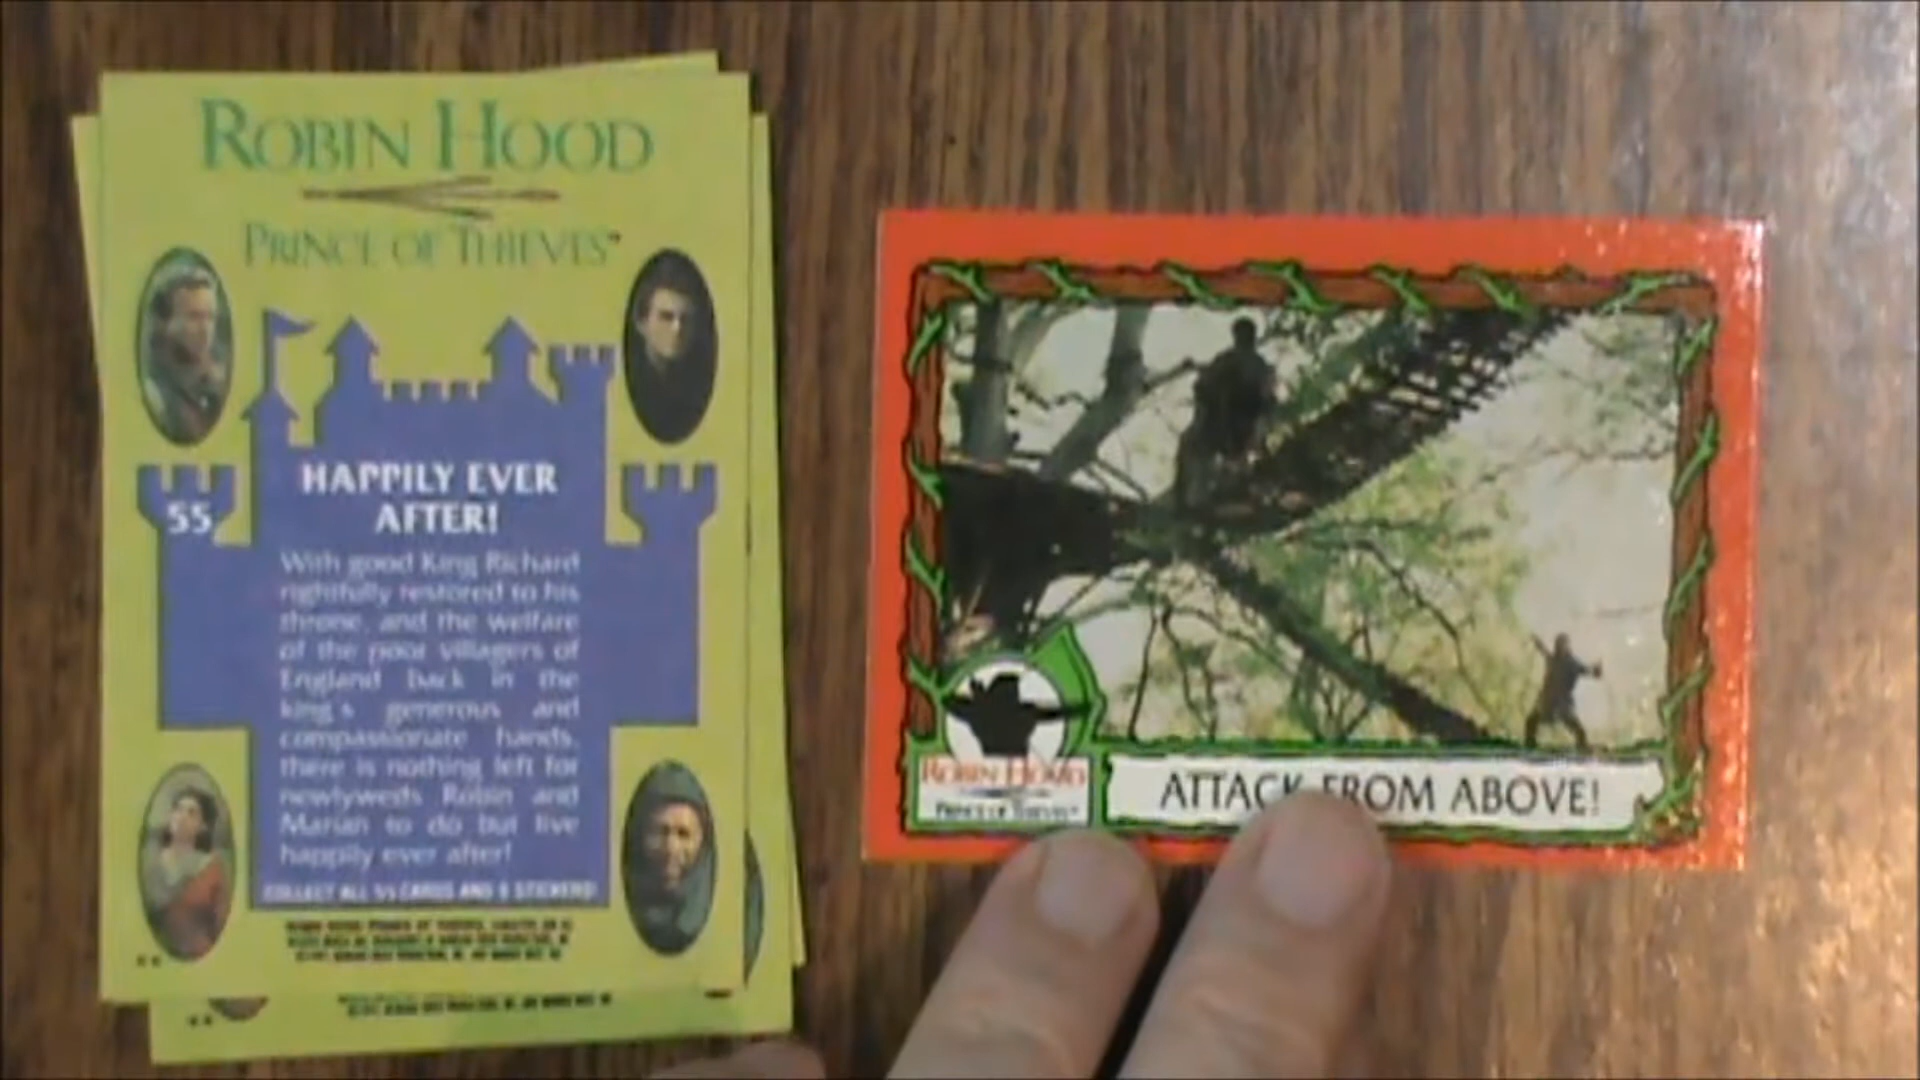 ROBIN HOOD
PRINCE OF THIEVES
55
HAPPILY EVER
AFTER!
With good King Richard
rightfully restored to his
throne, and the welfare
of the poor villagers of
England back in the
king's generous and
compassionate hands,
there is nothing left for
newlyweds Robin and
Marian to do but live
happily ever after!
COLLECT ALL 55 CARDS AND 9 STICKERS!
ROBIN HOOD
PRINCE OF THIEVES
ATTACK FROM ABOVE!